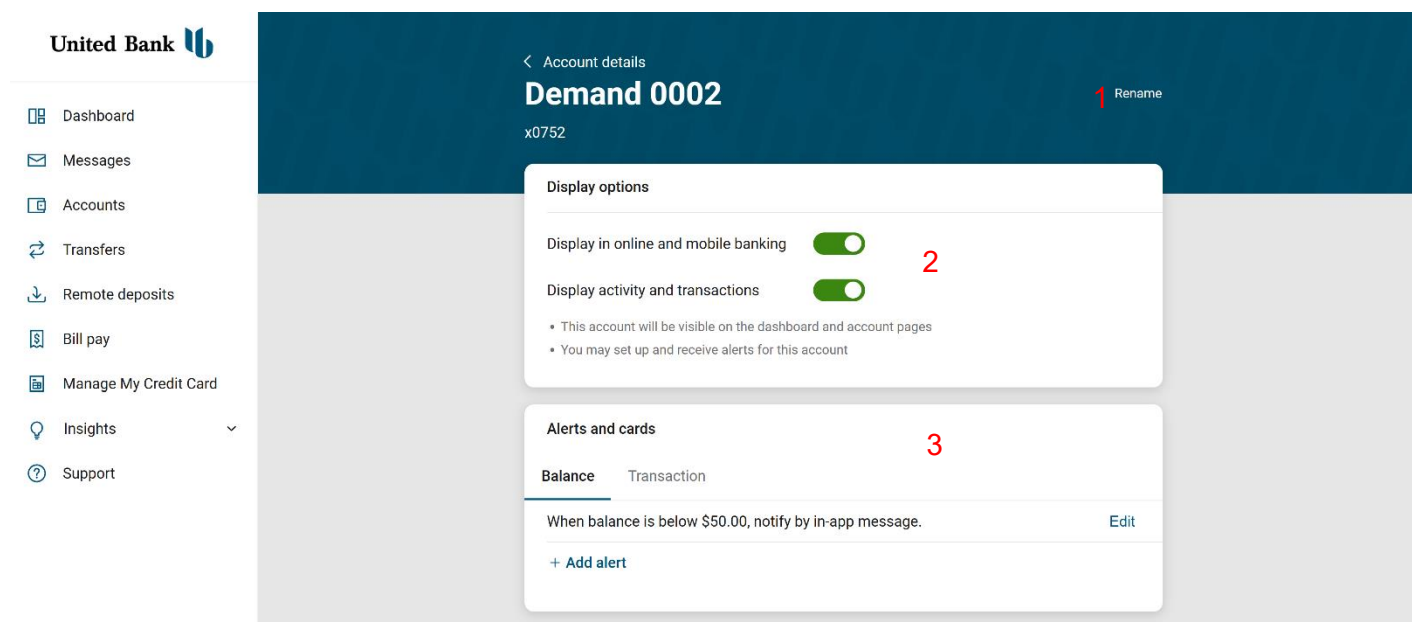 United Bank
Dashboard
Messages
Accounts
Transfers
Remote deposits
Bill pay
Manage My Credit Card
Insights
Support
Account details
Demand 0002
1 Rename
x0752
Display options
Display in online and mobile banking
2
Display activity and transactions
• This account will be visible on the dashboard and account pages
• You may set up and receive alerts for this account
Alerts and cards
3
Balance Transaction
When balance is below $50.00, notify by in-app message. Edit
+ Add alert